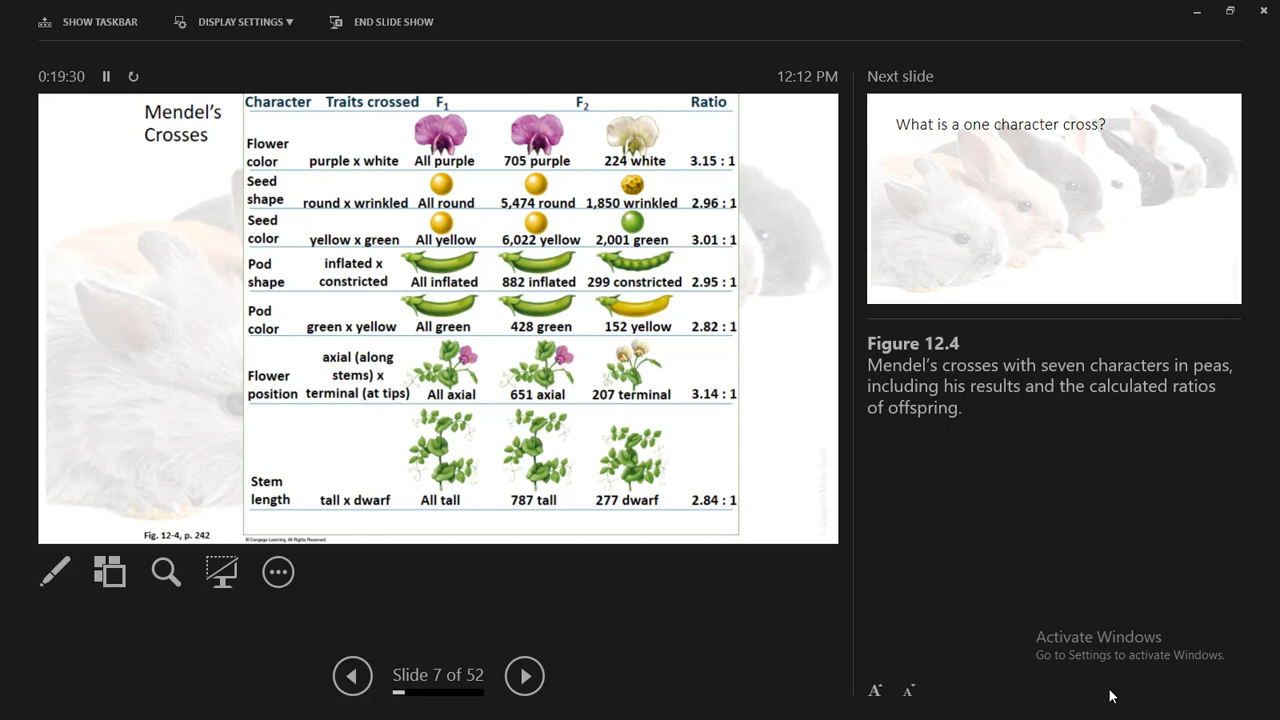 SHOW TASKBAR
DISPLAY SETTINGS ▼
END SLIDE SHOW
0:19:30
12:12 PM
Next slide
Mendel's
Crosses
Character Traits crossed F1 F2 Ratio
Flower
color purple x white All purple 705 purple 224 white 3.15 : 1
Seed
shape round x wrinkled All round 5,474 round 1,850 wrinkled 2.96 : 1
Seed
color yellow x green All yellow 6,022 yellow 2,001 green 3.01 : 1
Pod inflated x
shape constricted All inflated 882 inflated 299 constricted 2.95 : 1
Pod
color green x yellow All green 428 green 152 yellow 2.82 : 1
axial (along
Flower stems) x
position terminal (at tips) All axial 651 axial 207 terminal 3.14 : 1
Stem
length tall x dwarf All tall 787 tall 277 dwarf 2.84 : 1
Fig. 12-4, p. 242
© Cengage Learning. All Rights Reserved.
What is a one character cross?
Figure 12.4
Mendel's crosses with seven characters in peas,
including his results and the calculated ratios
of offspring.
Slide 7 of 52
Activate Windows
Go to Settings to activate Windows.
A A